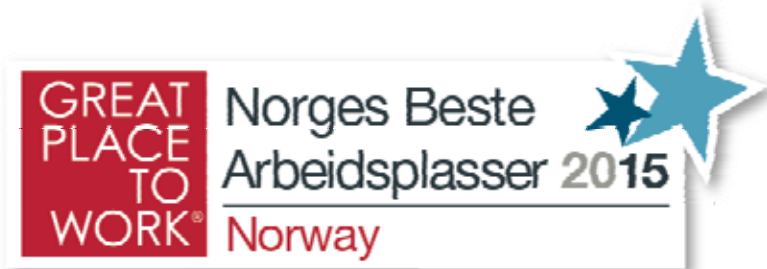 GREAT
PLACE
TO
WORK®
Norges Beste
Arbeidsplasser 2015
Norway